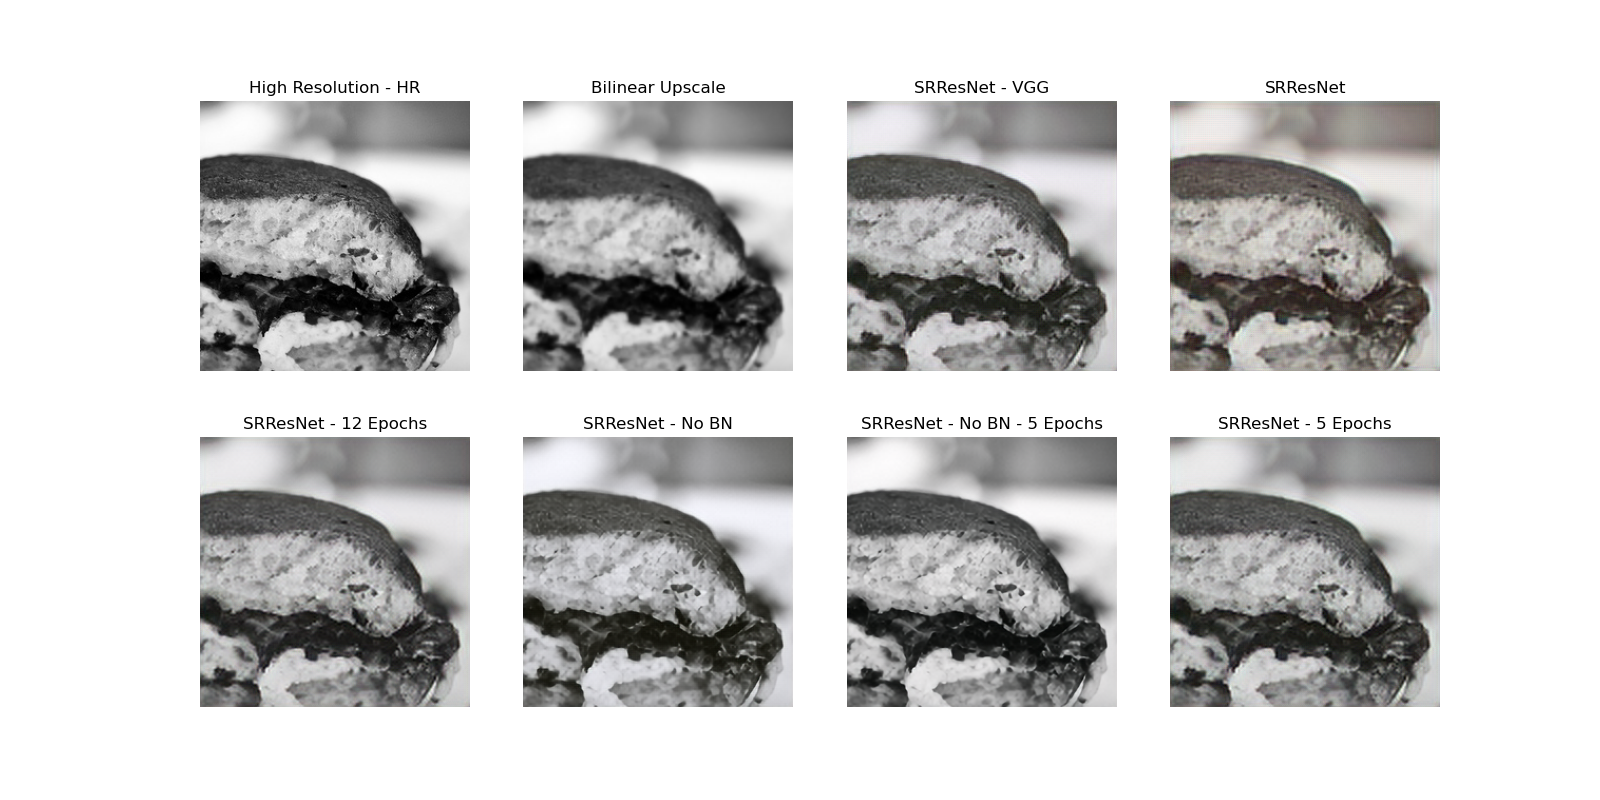 High Resolution - HR
Bilinear Upscale
SRResNet - VGG
SRResNet
SRResNet - 12 Epochs
SRResNet - No BN
SRResNet - No BN - 5 Epochs
SRResNet - 5 Epochs